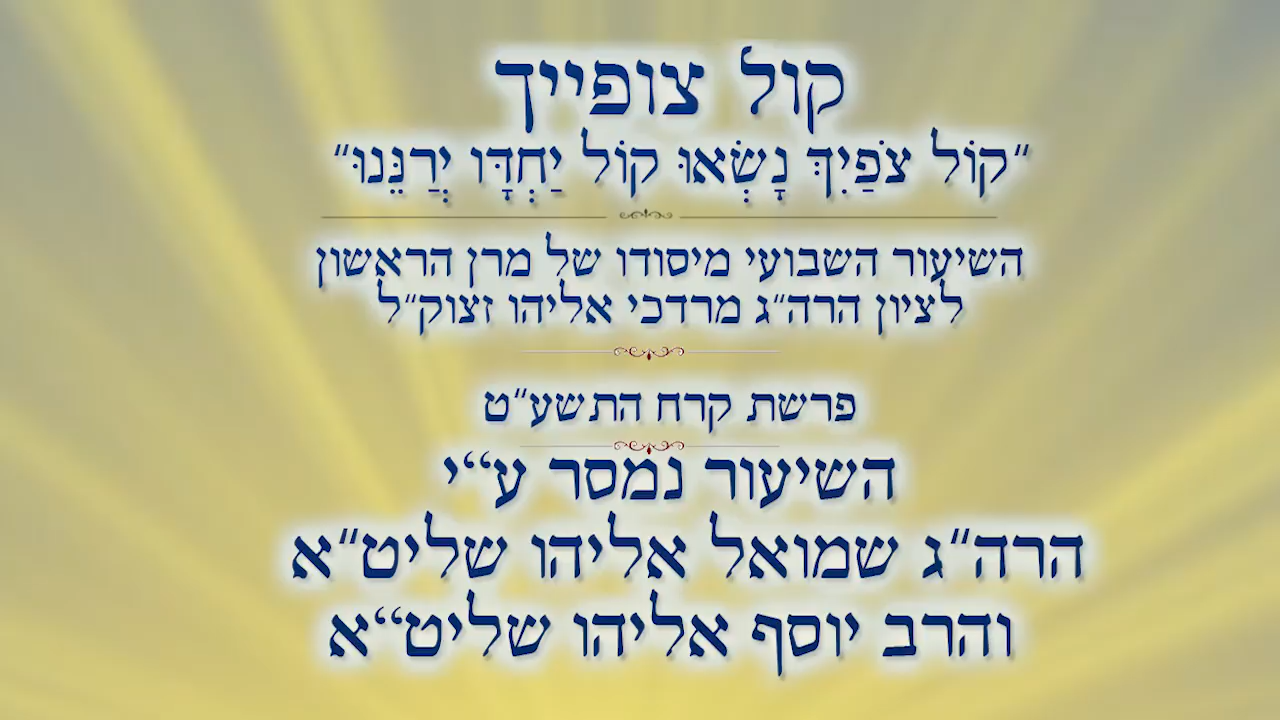 קול צופייך
"קוֹל צֹפַיִךְ נָשְׂאוּ קוֹל יַחְדָּו יְרַנֵּנוּ"
השיעור השבועי מיסודו של מרן הראשון
לציון הרה״ג מרדכי אליהו זצוק״ל
פרשת קרח התשע״ט
השיעור נמסר ע“י
הרה״ג שמואל אליהו שליט״א
והרב יוסף אליהו שליט“א